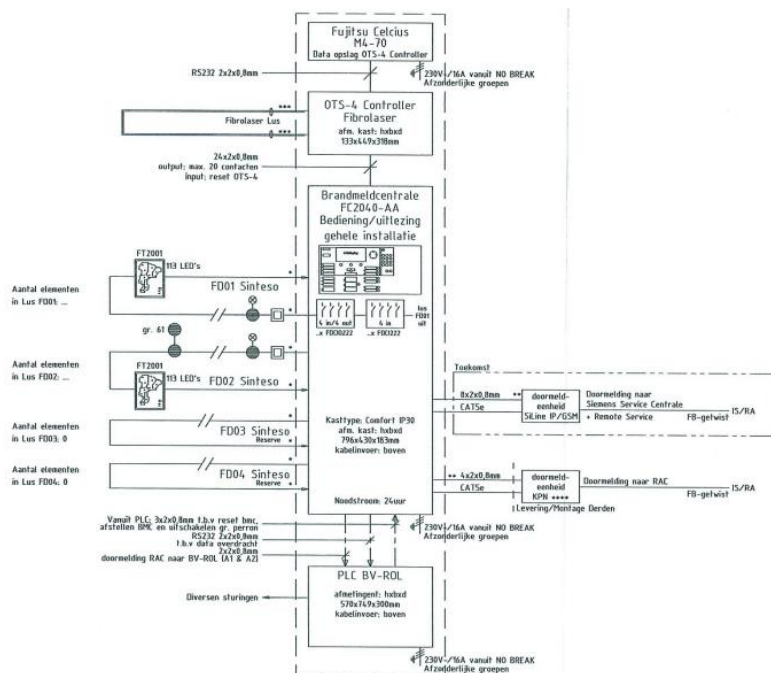 Fujitsu Celcius
M4-70
Data opslag OTS-4 Controller
RS232 2x2x0,8mm
230V~/16A vanuit NO BREAK
Afzonderlijke groepen
OTS-4 Controller
Fibrolaser
afm. kast: hxbxd
133x449x318mm
***
Fibrolaser Lus
***
24x2x0,8mm
output: max. 20 contacten
input: reset OTS-4
Brandmeldcentrale
FC2040-AA
Bediening/uitlezing
gehele installatie
FT2001
113 LED's
Aantal elementen
in Lus FD01: ...
FD01 Sinteso
*
*
4 in/4 out
4 in
lus
FD01
uit
..x FDCIO222
..x FDCI222
gr. 61
*
Aantal elementen
in Lus FD02: ...
FT2001
113 LED's
FD02 Sinteso
*
Aantal elementen
in Lus FD03: 0
*
FD03 Sinteso
Reserve
*
Aantal elementen
in Lus FD04: 0
*
FD04 Sinteso
Reserve
*
Kasttype: Comfort IP30
afm. kast: hxbxd
796x430x183mm
kabelinvoer: boven
Noodstroom: 24uur
Toekomst
8x2x0,8mm
**
CAT5e
doormeld-
eenheid
SiLine IP/GSM
Doormelding naar
Siemens Service Centrale
+ Remote Service
IS/RA
FB-getwist
** 4x2x0,8mm
CAT5e
doormeld-
eenheid
KPN ****
Doormelding naar RAC
IS/RA
FB-getwist
Levering/Montage Derden
Vanuit PLC: 3x2x0,8mm t.b.v reset bmc,
afstellen BMC en uitschakelen gr. perron
RS232 2x2x0,8mm
t.b.v data overdracht
2x2x0,8mm
doormelding RAC naar BV-ROL (A1 & A2)
230V~/16A vanuit NO BREAK
Afzonderlijke groepen
PLC BV-ROL
afmetingent: hxbxd
570x749x300mm
kabelinvoer: boven
Diversen sturingen
230V~/16A vanuit NO BREAK
Afzonderlijke groepen